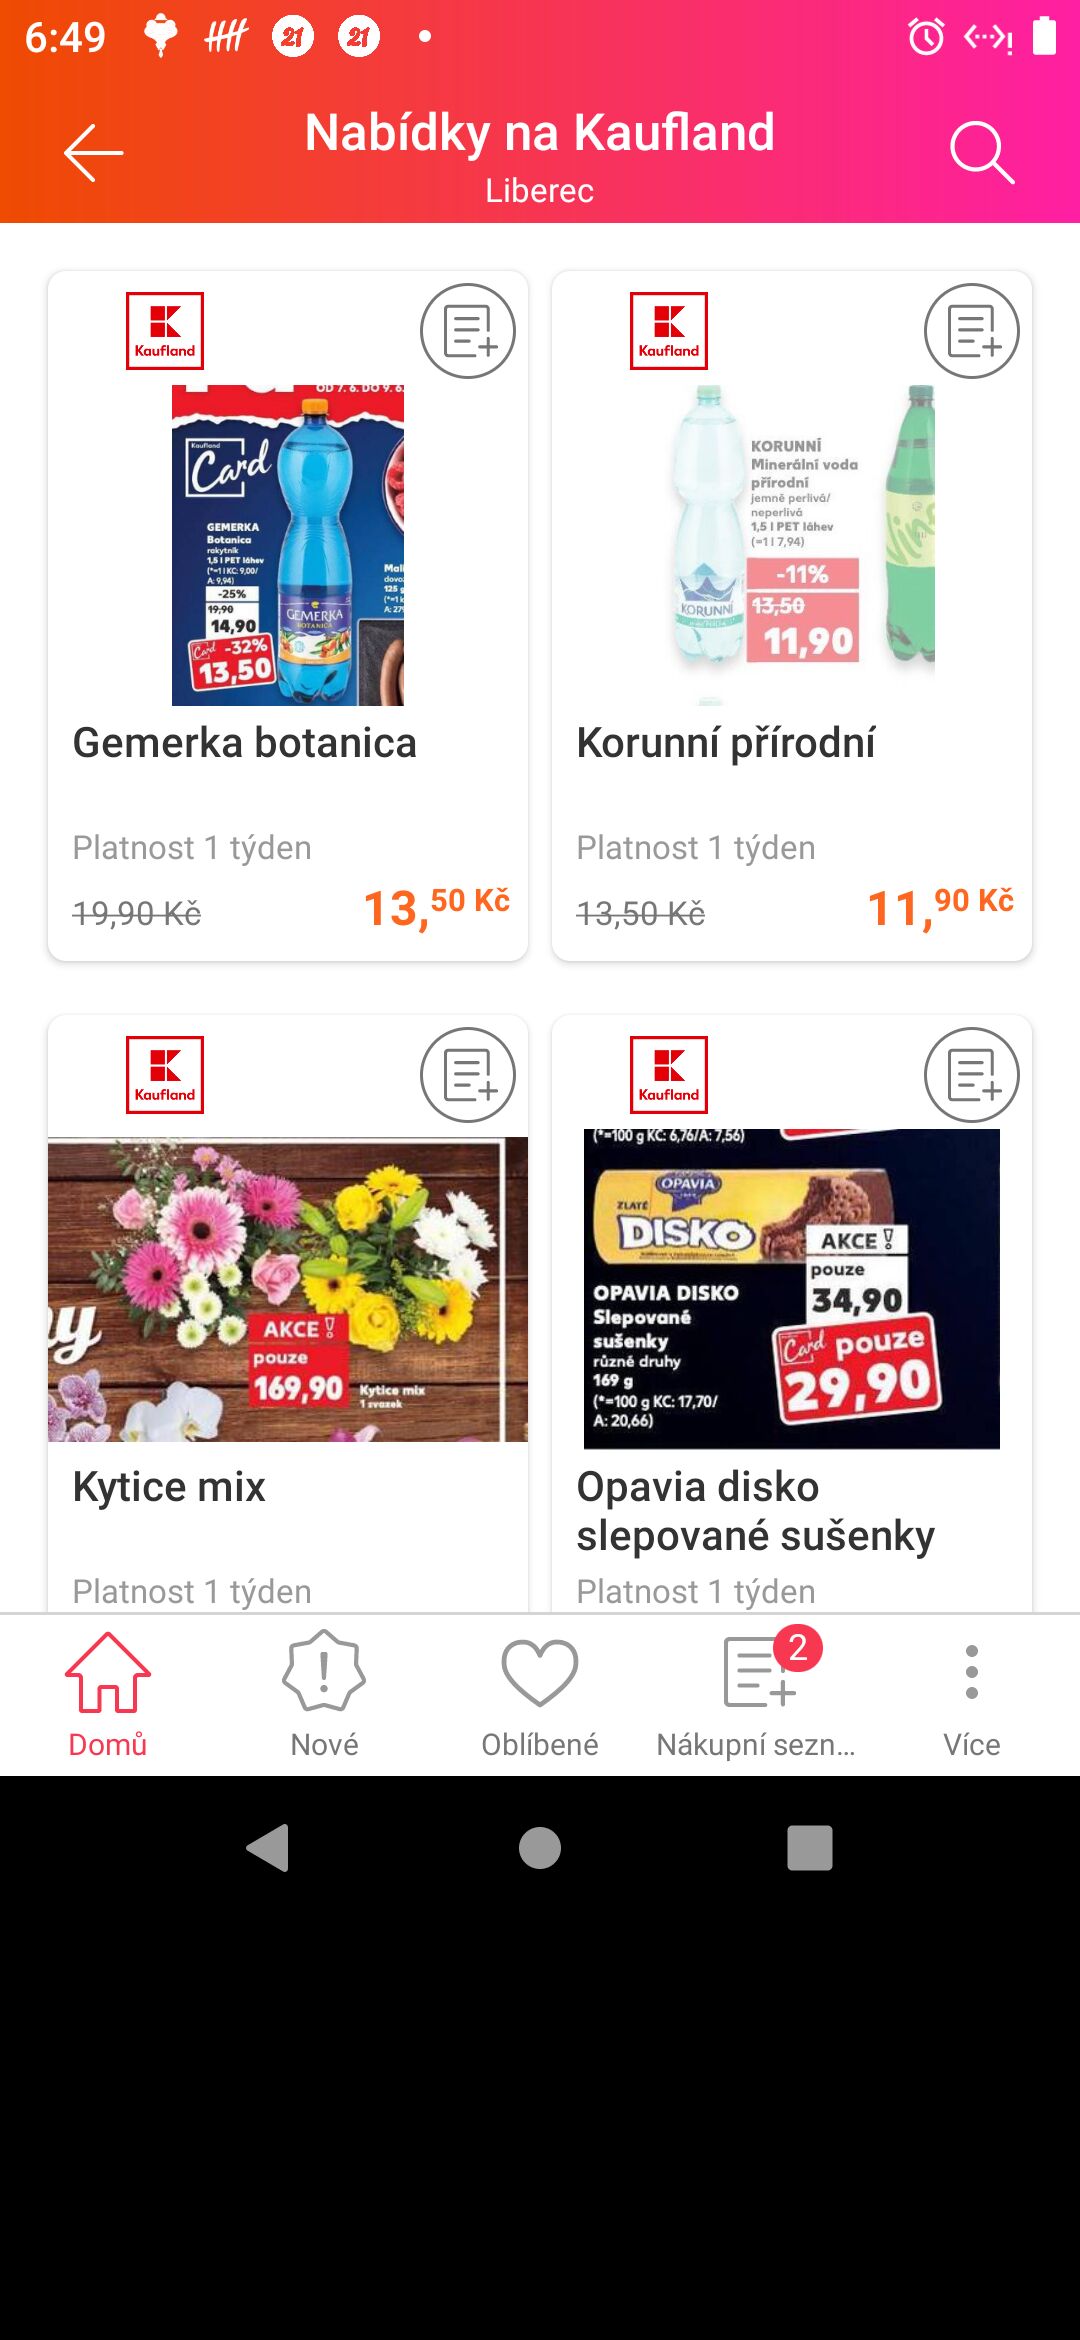 6:49
21
21
Nabídky na Kaufland
Liberec
Kaufland
OD 7. 6. DO 9. 6.
Kaufland
Card
GEMERKA
Botanica
rakytník
1,5 l PET láhev
(*=1 l KC: 9,00/
A: 9,94)
-25%
19,90
14,90
Card -32%
13,50
GEMERKA
BOTANICA
Gemerka botanica
Platnost 1 týden
19,90 Kč
13,50 Kč
Kaufland
KORUNNÍ
Minerální voda
přírodní
jemně perlivá/
neperlivá
1,5 l PET láhev
(=1 l 7,94)
-11%
13,50
11,90
KORUNNÍ
Korunní přírodní
Platnost 1 týden
13,50 Kč
11,90 Kč
Kaufland
AKCE!
pouze
169,90
Kytice mix
1 svazek
Kytice mix
Platnost 1 týden
Kaufland
(*=100 g KC: 6,76/A: 7,56)
OPAVIA
ZLATÉ
DISKO
AKCE!
pouze
34,90
OPAVIA DISKO
Slepované
sušenky
různé druhy
169 g
(*=100 g KC: 17,70/
A: 20,66)
Card pouze
29,90
Opavia disko
slepované sušenky
Platnost 1 týden
2
Domů
Nové
Oblíbené
Nákupní sezn...
Více